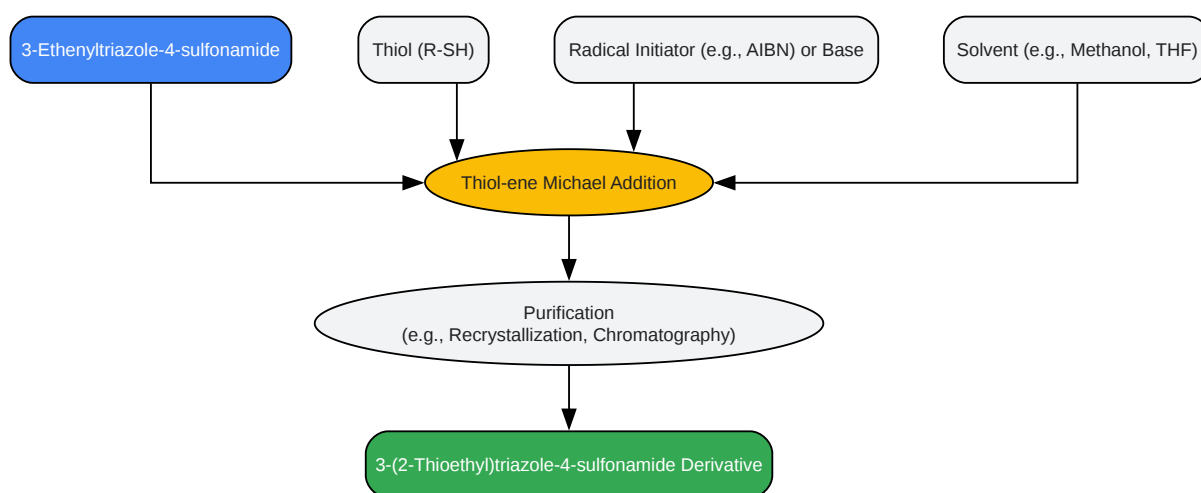 3-Ethenyltriazole-4-sulfonamide
Thiol (R-SH)
Radical Initiator (e.g., AIBN) or Base
Solvent (e.g., Methanol, THF)
Thiol-ene Michael Addition
Purification
(e.g., Recrystallization, Chromatography)
3-(2-Thioethyl)triazole-4-sulfonamide Derivative